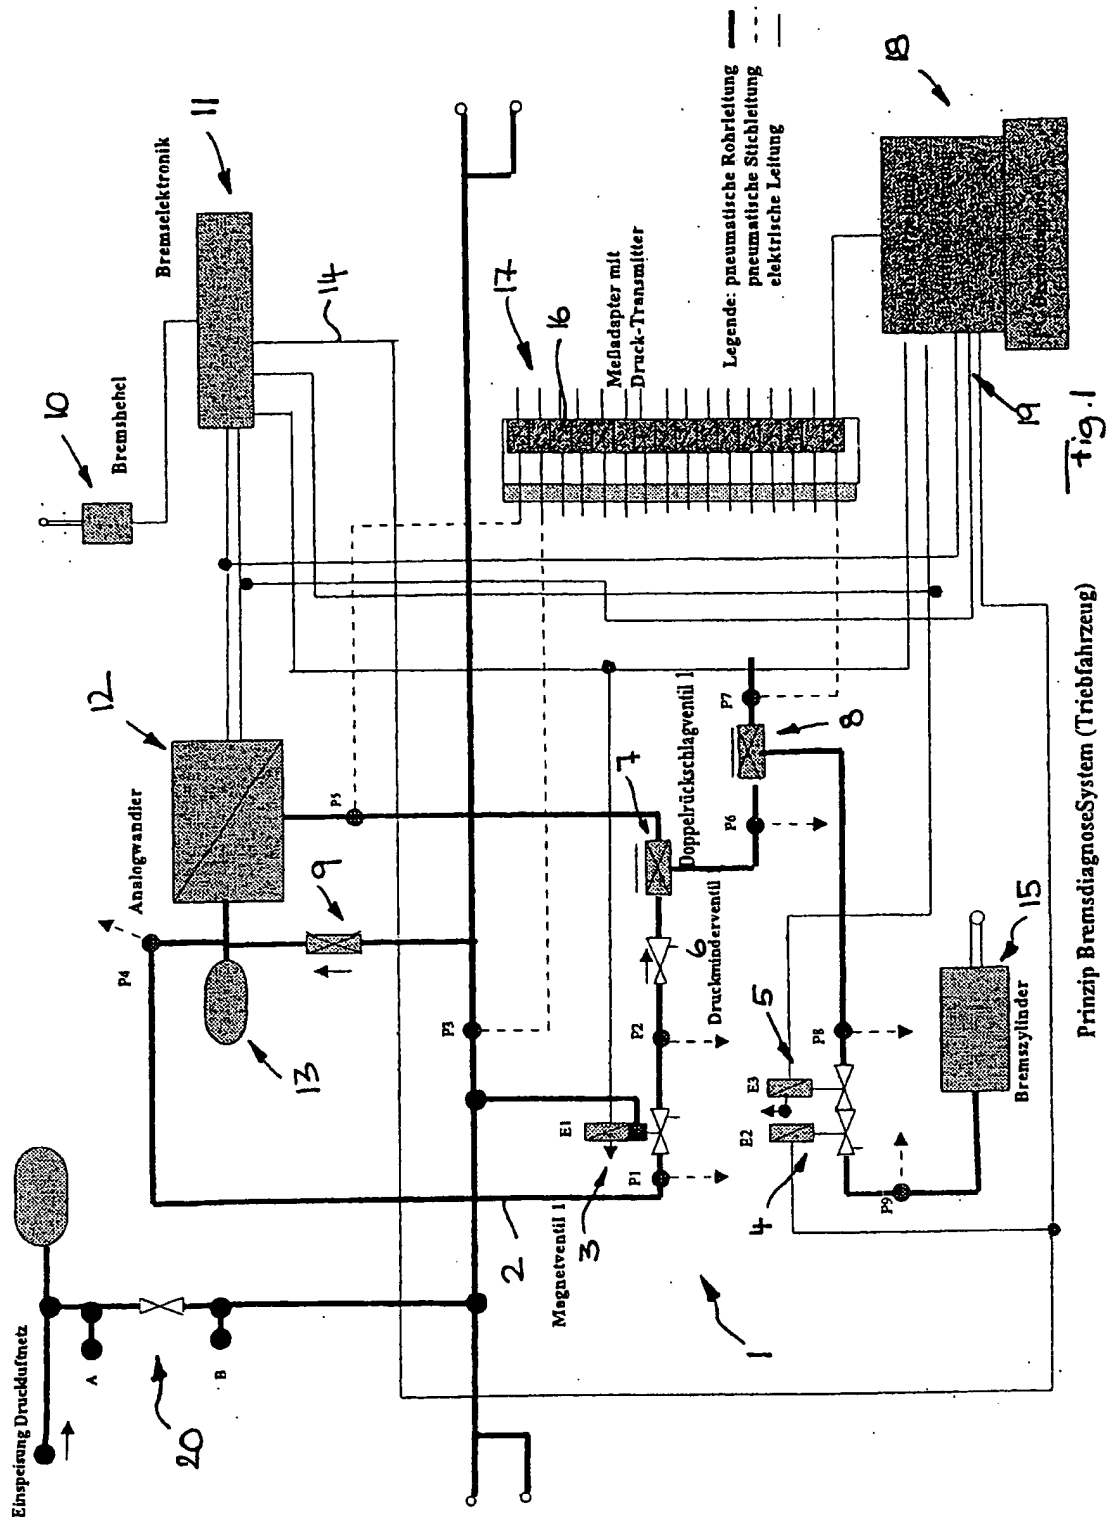 Einspeisung Druckluftnetz
A
B
20
P4
Analogwandler
12
13
9
P5
10
Bremshehel
Bremselektronik
11
14
P3
2
Magnetventil 1
3
E1
P1
P2
6
Druckminderventil
7
Doppelrückschlagventil 1
P6
P7
8
Meßadapter mit
Druck-Transmitter
16
17
Legende: pneumatische Rohrleitung
pneumatische Stichleitung
elektrische Leitung
1
4
E2
E3
5
P8
P9
Bremszylinder
15
18
19
Prinzip BremsdiagnoseSystem (Triebfahrzeug)
Fig.1